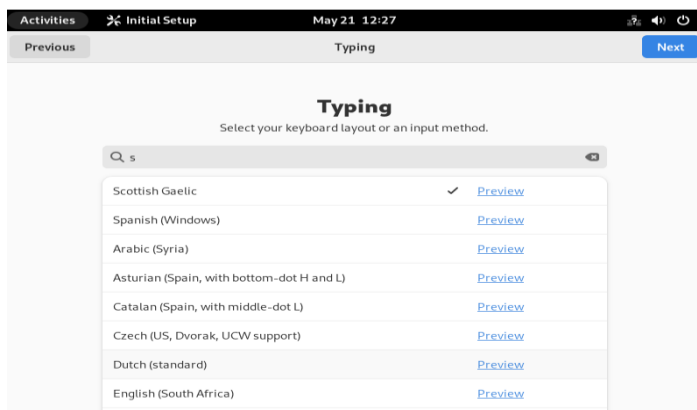 Activities Initial Setup May 21 12:27
Previous Typing Next
Typing
Select your keyboard layout or an input method.
s
Scottish Gaelic Preview
Spanish (Windows) Preview
Arabic (Syria) Preview
Asturian (Spain, with bottom-dot H and L) Preview
Catalan (Spain, with middle-dot L) Preview
Czech (US, Dvorak, UCW support) Preview
Dutch (standard) Preview
English (South Africa) Preview